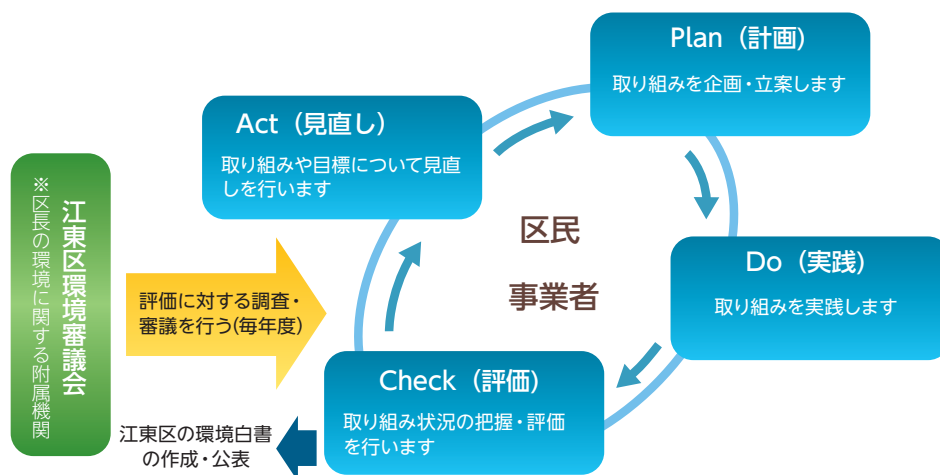 Plan（計画）
取り組みを企画・立案します
Act（見直し）
取り組みや目標について見直
しを行います
江東区環境審議会
※区長の環境に関する附属機関
区民
事業者
Do（実践）
取り組みを実践します
評価に対する調査・
審議を行う(毎年度)
Check（評価）
取り組み状況の把握・評価
を行います
江東区の環境白書
の作成・公表